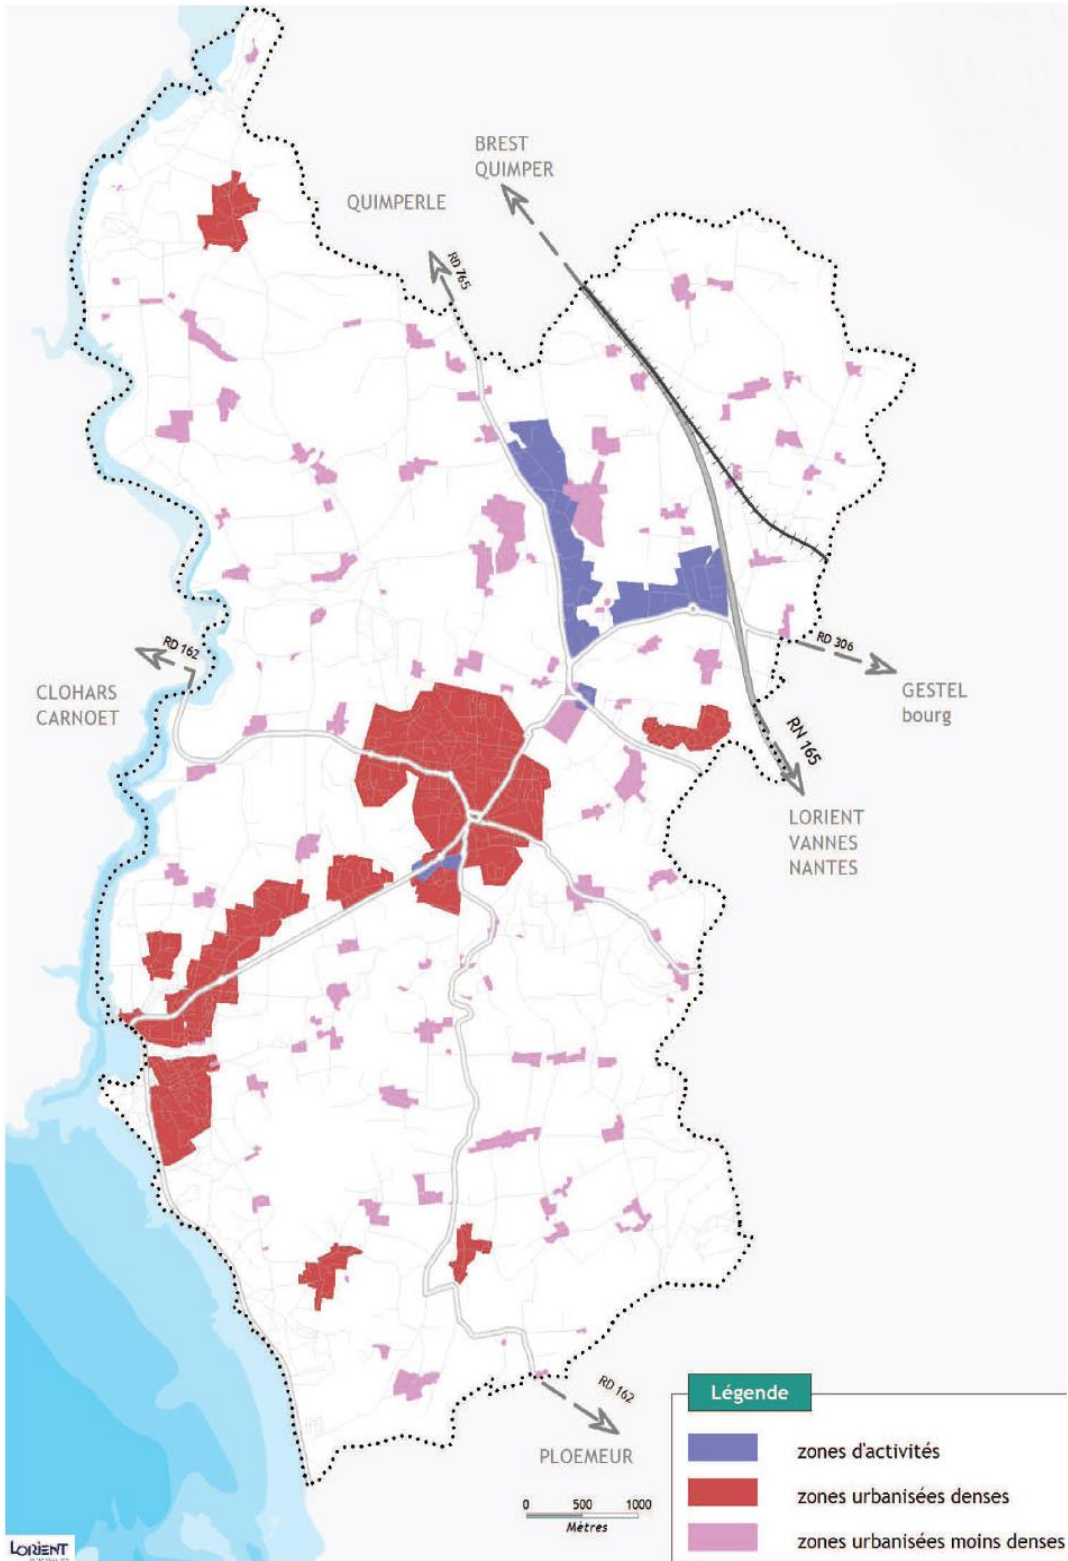 BREST
QUIMPER
QUIMPERLE
RD 765
RD 162
CLOHARS
CARNOET
RD 306
GESTEL
bourg
RN 165
LORIENT
VANNES
NANTES
RD 162
PLOEMEUR
0 500 1000
Mètres
Légende
zones d'activités
zones urbanisées denses
zones urbanisées moins denses
LORIENT